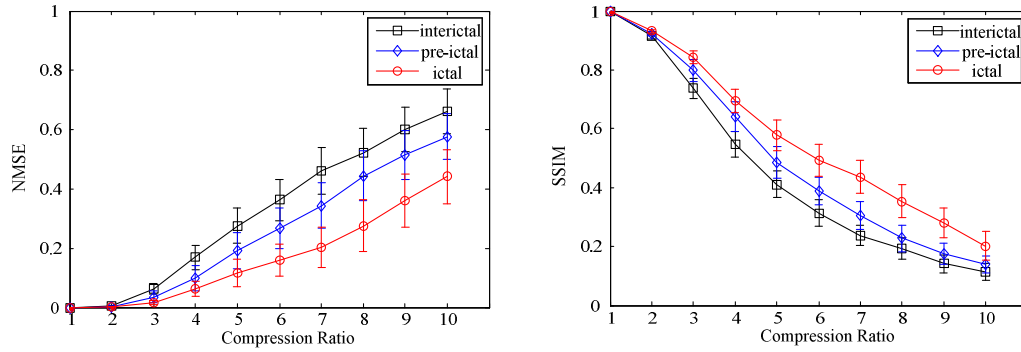 1
0.8
0.6
0.4
0.2
0
NMSE
interictal
pre-ictal
ictal
1 2 3 4 5 6 7 8 9 10
Compression Ratio
1
0.8
0.6
0.4
0.2
0
SSIM
interictal
pre-ictal
ictal
1 2 3 4 5 6 7 8 9 10
Compression Ratio